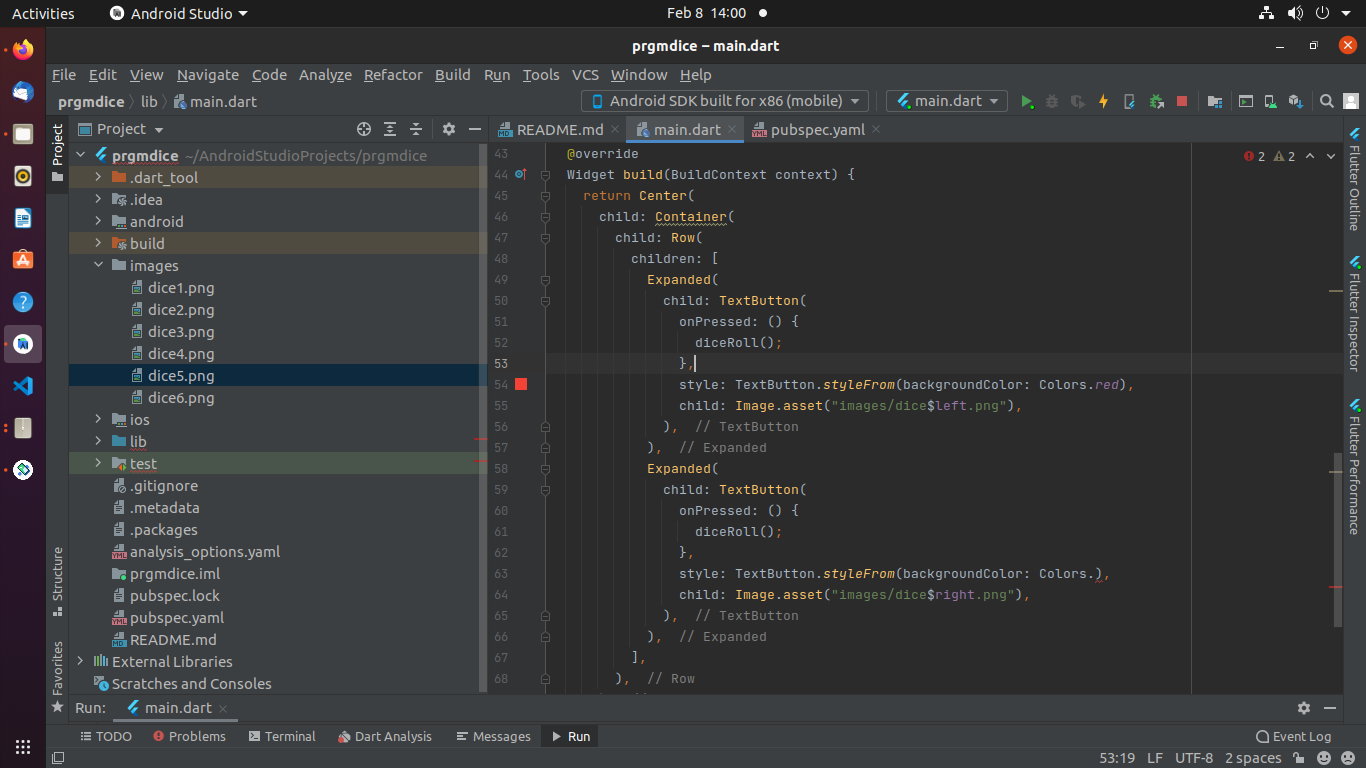 Activities Android Studio Feb 8 14:00
prgmdice – main.dart
File Edit View Navigate Code Analyze Refactor Build Run Tools VCS Window Help
prgmdice lib main.dart Android SDK built for x86 (mobile) main.dart
Project README.md main.dart pubspec.yaml
prgmdice ~/AndroidStudioProjects/prgmdice
.dart_tool
.idea
android
build
images
dice1.png
dice2.png
dice3.png
dice4.png
dice5.png
dice6.png
ios
lib
test
.gitignore
.metadata
.packages
analysis_options.yaml
prgmdice.iml
pubspec.lock
pubspec.yaml
README.md
External Libraries
Scratches and Consoles
Project
Structure
Favorites
2 2
43 @override
44 Widget build(BuildContext context) {
45 return Center(
46 child: Container(
47 child: Row(
48 children: [
49 Expanded(
50 child: TextButton(
51 onPressed: () {
52 diceRoll();
53 },
54 style: TextButton.styleFrom(backgroundColor: Colors.red),
55 child: Image.asset("images/dice$left.png"),
56 ), // TextButton
57 ), // Expanded
58 Expanded(
59 child: TextButton(
60 onPressed: () {
61 diceRoll();
62 },
63 style: TextButton.styleFrom(backgroundColor: Colors.),
64 child: Image.asset("images/dice$right.png"),
65 ), // TextButton
66 ), // Expanded
67 ],
68 ), // Row
Flutter Outline
Flutter Inspector
Flutter Performance
Run: main.dart
TODO Problems Terminal Dart Analysis Messages Run Event Log
53:19 LF UTF-8 2 spaces